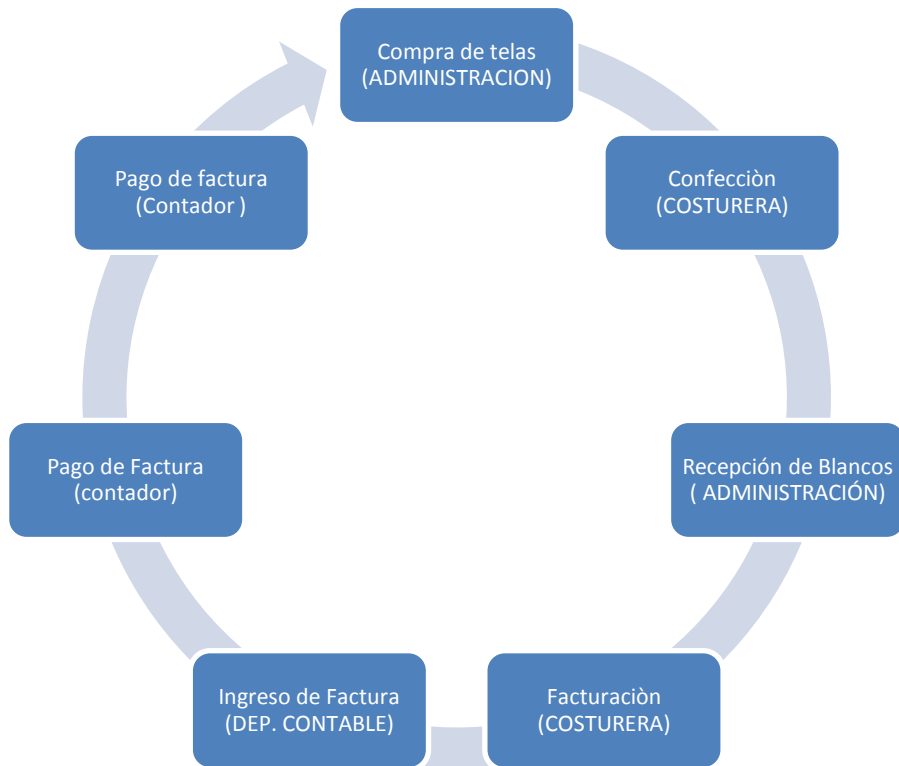 Compra de telas
(ADMINISTRACION)
Confecciòn
(COSTURERA)
Recepción de Blancos
( ADMINISTRACIÓN)
Facturaciòn
(COSTURERA)
Ingreso de Factura
(DEP. CONTABLE)
Pago de Factura
(contador)
Pago de factura
(Contador )